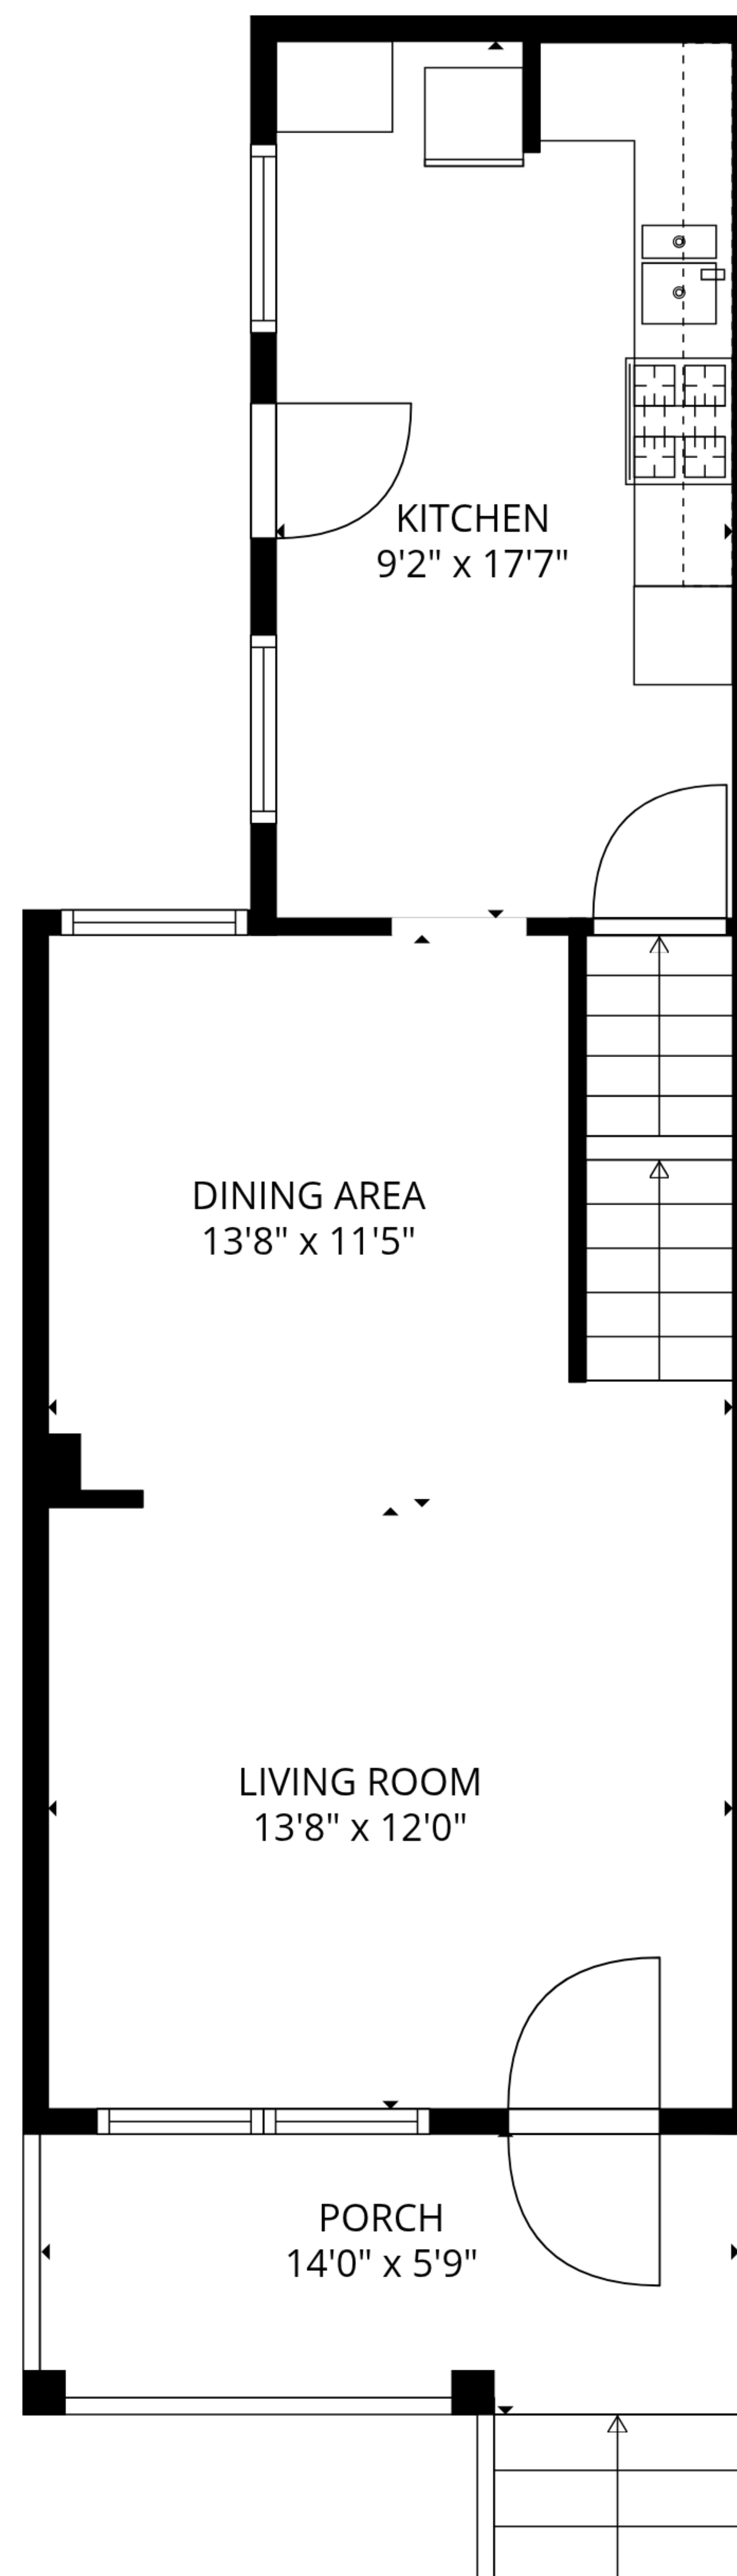 KITCHEN
9'2" x 17'7"
DINING AREA
13'8" x 11'5"
LIVING ROOM
13'8" x 12'0"
PORCH
14'0" x 5'9"